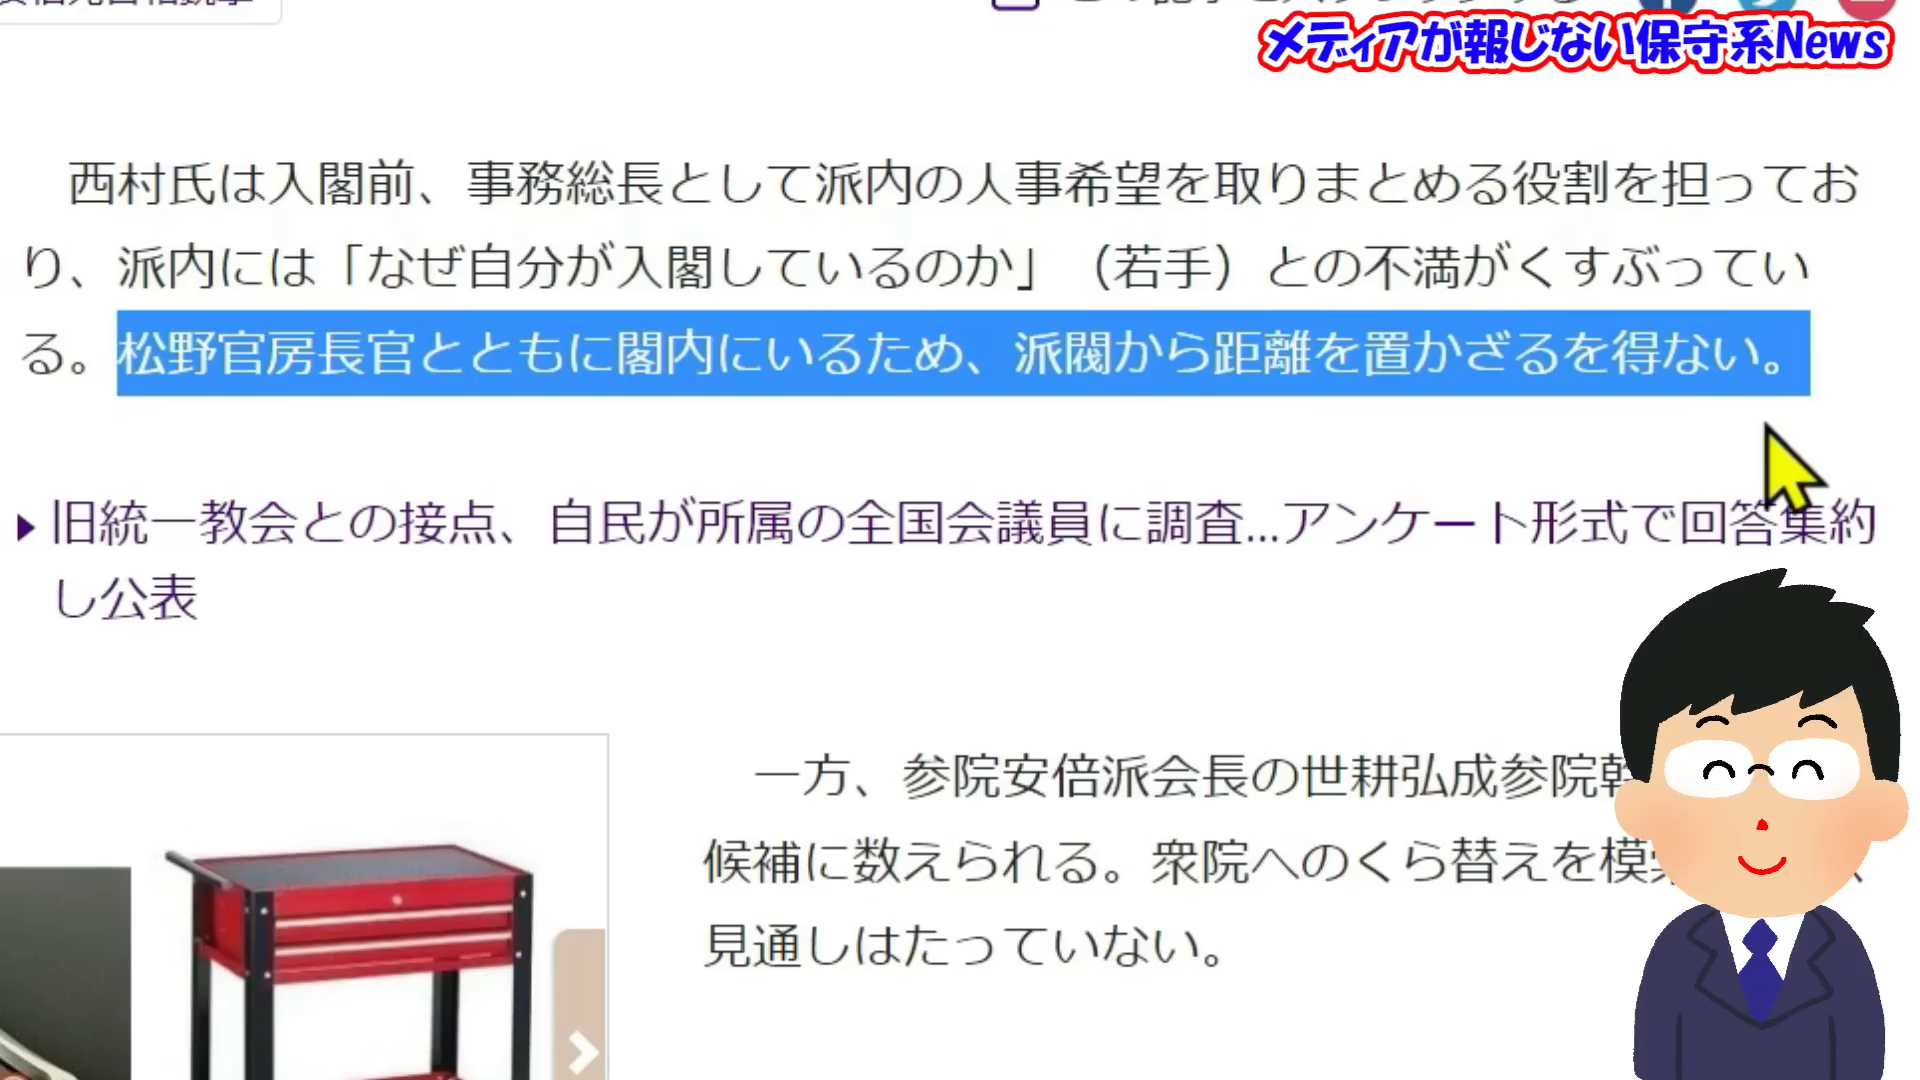 メディアが報じない保守系News
西村氏は入閣前、事務総長として派内の人事希望を取りまとめる役割を担ってお
り、派内には「なぜ自分が入閣しているのか」（若手）との不満がくすぶってい
る。松野官房長官とともに閣内にいるため、派閥から距離を置かざるを得ない。
旧統一教会との接点、自民が所属の全国会議員に調査…アンケート形式で回答集約
し公表
一方、参院安倍派会長の世耕弘成参院幹
候補に数えられる。衆院へのくら替えを模
見通しはたっていない。